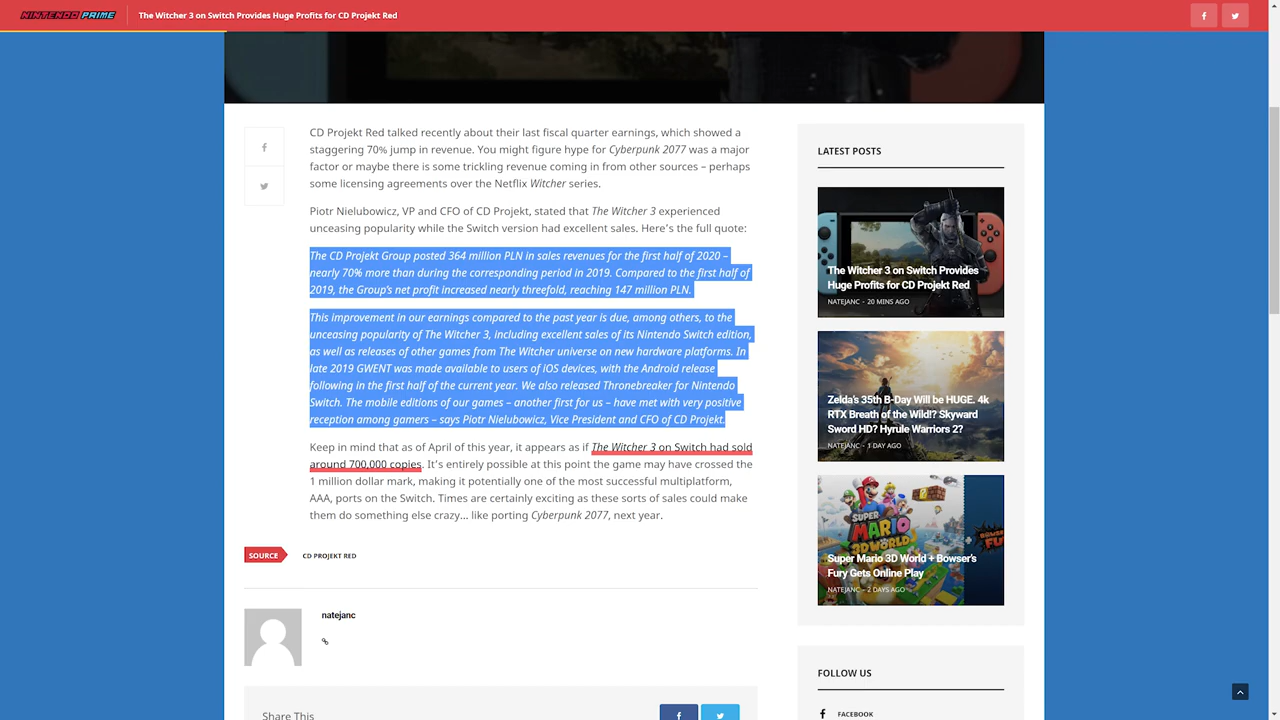 NINTENDO PRIME
The Witcher 3 on Switch Provides Huge Profits for CD Projekt Red
CD Projekt Red talked recently about their last fiscal quarter earnings, which showed a
staggering 70% jump in revenue. You might figure hype for Cyberpunk 2077 was a major
factor or maybe there is some trickling revenue coming in from other sources – perhaps
some licensing agreements over the Netflix Witcher series.
Piotr Nielubowicz, VP and CFO of CD Projekt, stated that The Witcher 3 experienced
unceasing popularity while the Switch version had excellent sales. Here's the full quote:
The CD Projekt Group posted 364 million PLN in sales revenues for the first half of 2020 –
nearly 70% more than during the corresponding period in 2019. Compared to the first half of
2019, the Group's net profit increased nearly threefold, reaching 147 million PLN.
This improvement in our earnings compared to the past year is due, among others, to the
unceasing popularity of The Witcher 3, including excellent sales of its Nintendo Switch edition,
as well as releases of other games from The Witcher universe on new hardware platforms. In
late 2019 GWENT was made available to users of iOS devices, with the Android release
following in the first half of the current year. We also released Thronebreaker for Nintendo
Switch. The mobile editions of our games – another first for us – have met with very positive
reception among gamers – says Piotr Nielubowicz, Vice President and CFO of CD Projekt.
Keep in mind that as of April of this year, it appears as if The Witcher 3 on Switch had sold
around 700,000 copies. It's entirely possible at this point the game may have crossed the
1 million dollar mark, making it potentially one of the most successful multiplatform,
AAA, ports on the Switch. Times are certainly exciting as these sorts of sales could make
them do something else crazy... like porting Cyberpunk 2077, next year.
SOURCE CD PROJEKT RED
natejanc
Share This
LATEST POSTS
The Witcher 3 on Switch Provides
Huge Profits for CD Projekt Red
NATEJANC - 20 MINS AGO
Zelda's 35th B-Day Will be HUGE. 4k
RTX Breath of the Wild!? Skyward
Sword HD? Hyrule Warriors 2?
NATEJANC - 1 DAY AGO
SUPER
MARIO
3D WORLD
+
BOWSER'S
FU
Super Mario 3D World + Bowser's
Fury Gets Online Play
NATEJANC - 2 DAYS AGO
FOLLOW US
FACEBOOK